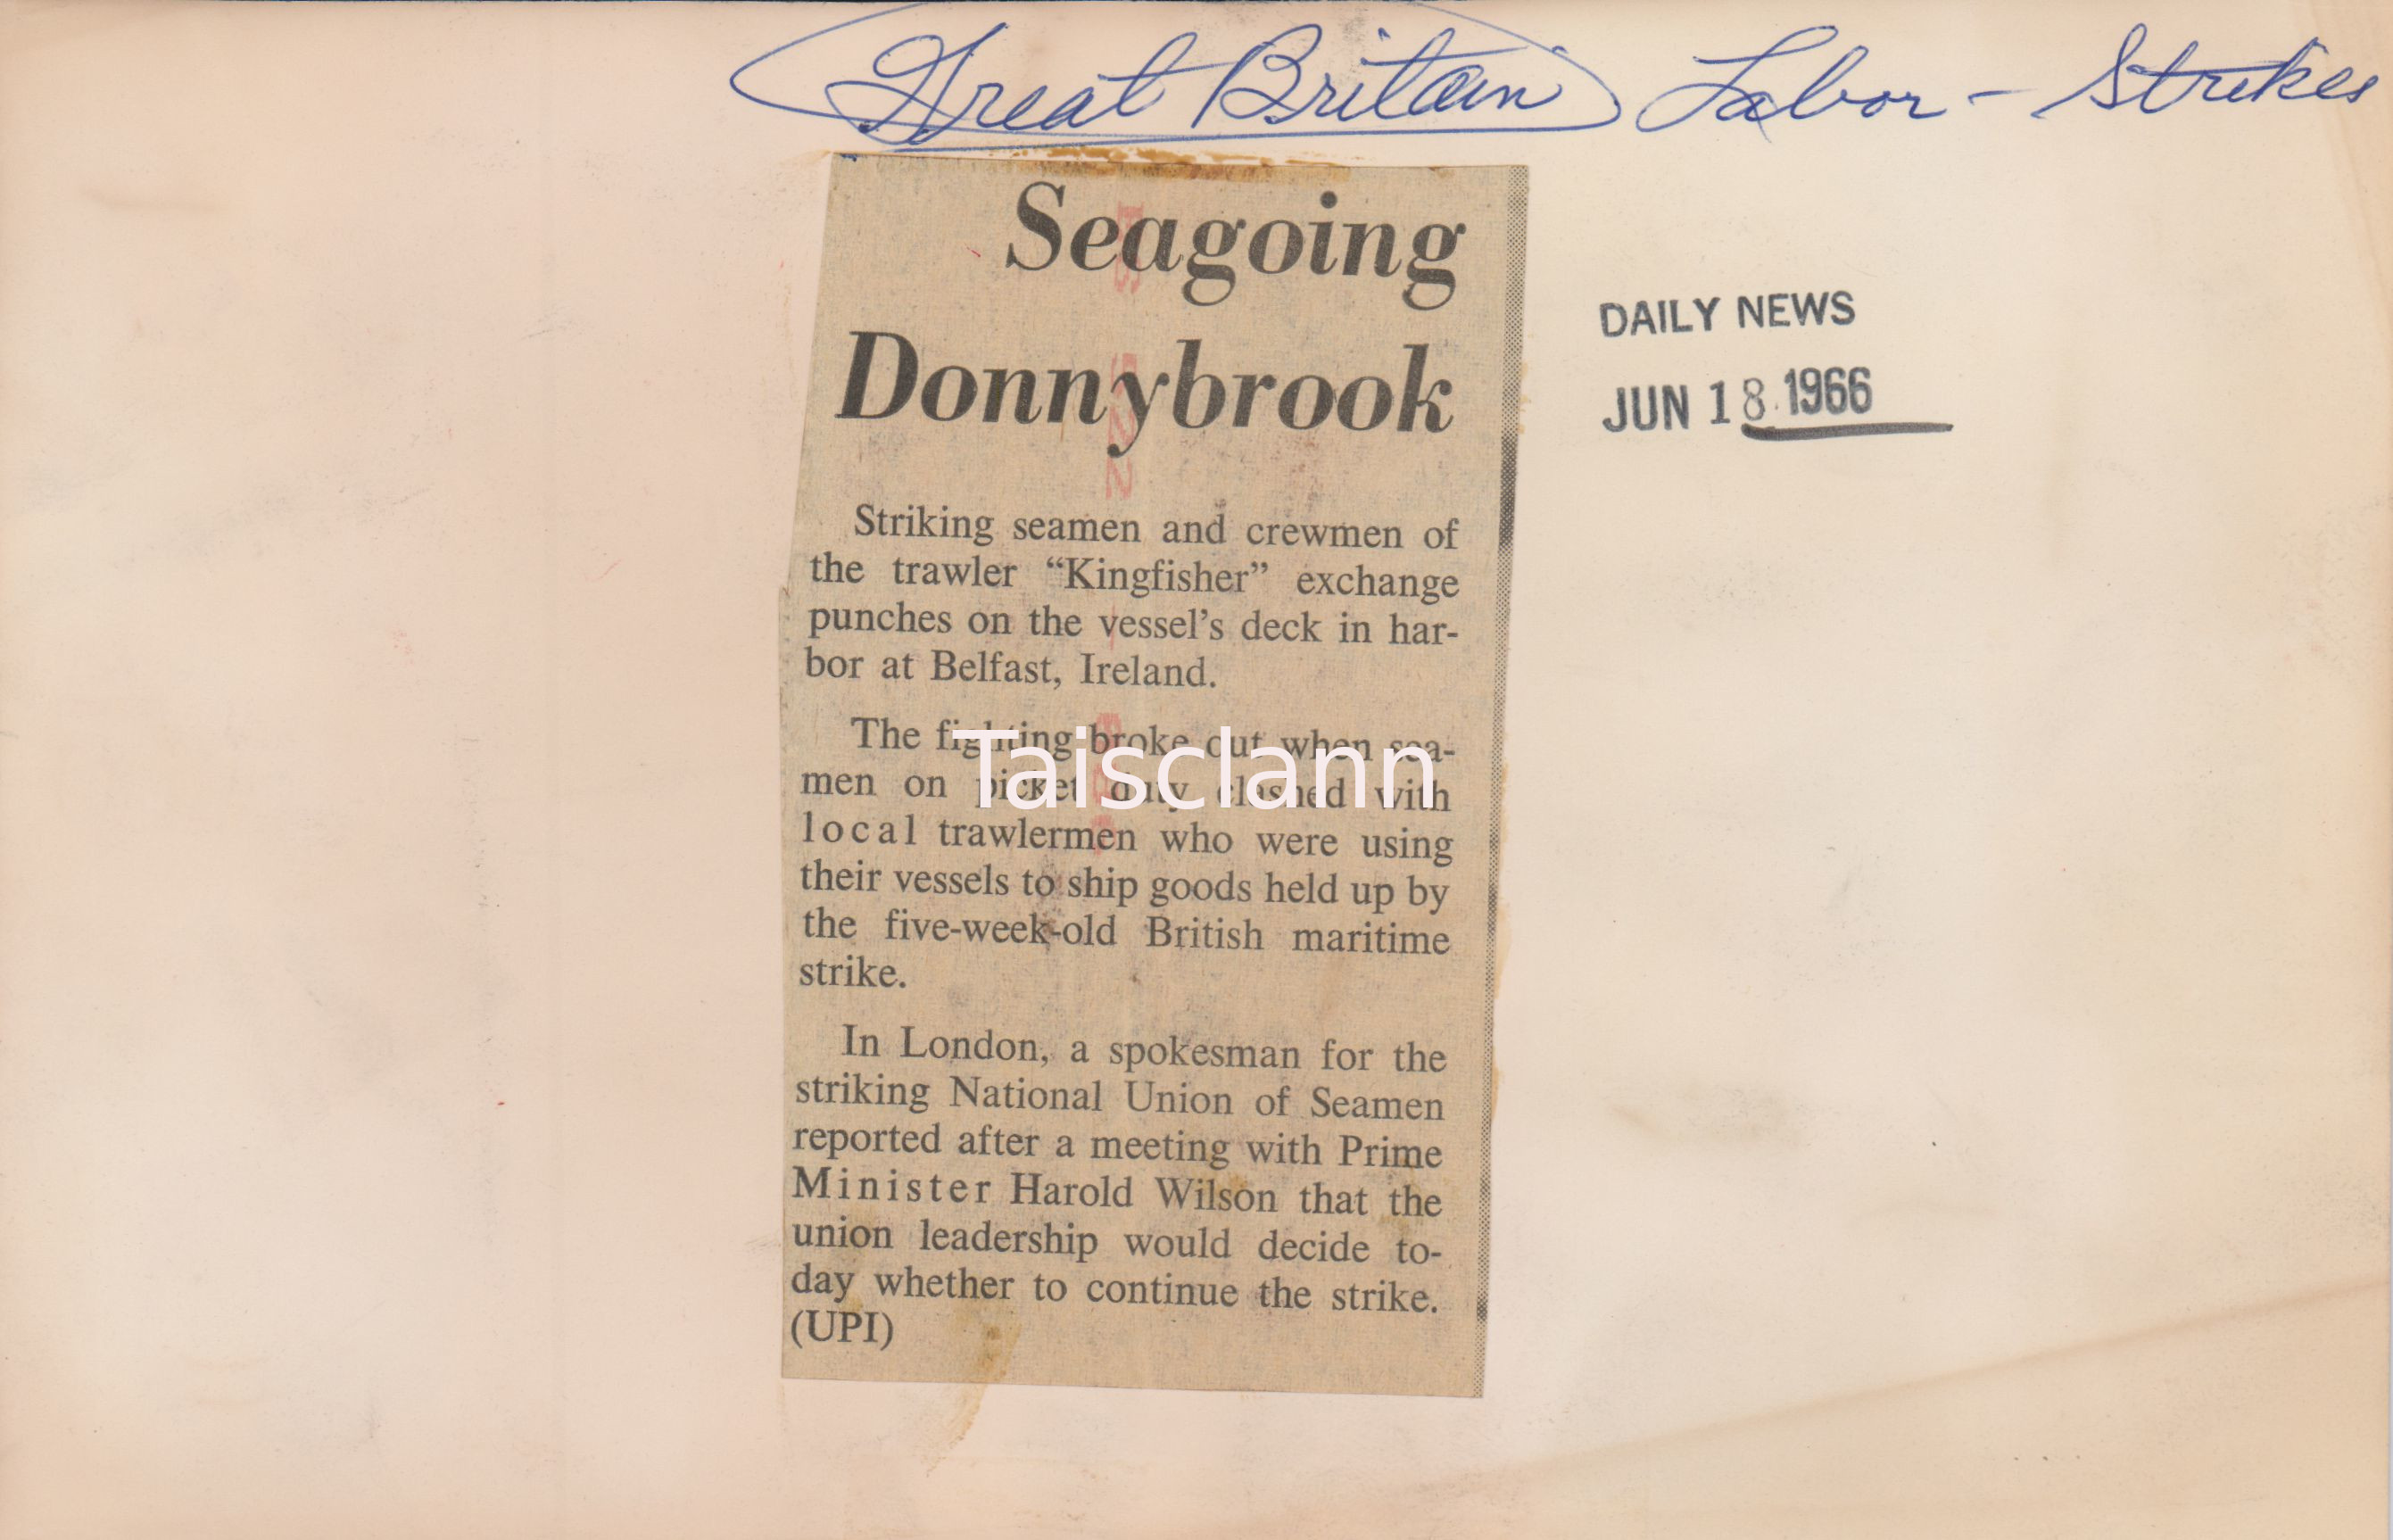 Great Britain Labor - Strikes
Seagoing
Donnybrook
DAILY NEWS
JUN 18 1966
Striking seamen and crewmen of
the trawler “Kingfisher” exchange
punches on the vessel’s deck in har-
bor at Belfast, Ireland.
The fighting broke out when sea-
men on picket duty clashed with
local trawlermen who were using
their vessels to ship goods held up by
the five-week-old British maritime
strike.
In London, a spokesman for the
striking National Union of Seamen
reported after a meeting with Prime
Minister Harold Wilson that the
union leadership would decide to-
day whether to continue the strike.
(UPI)
Taisclann